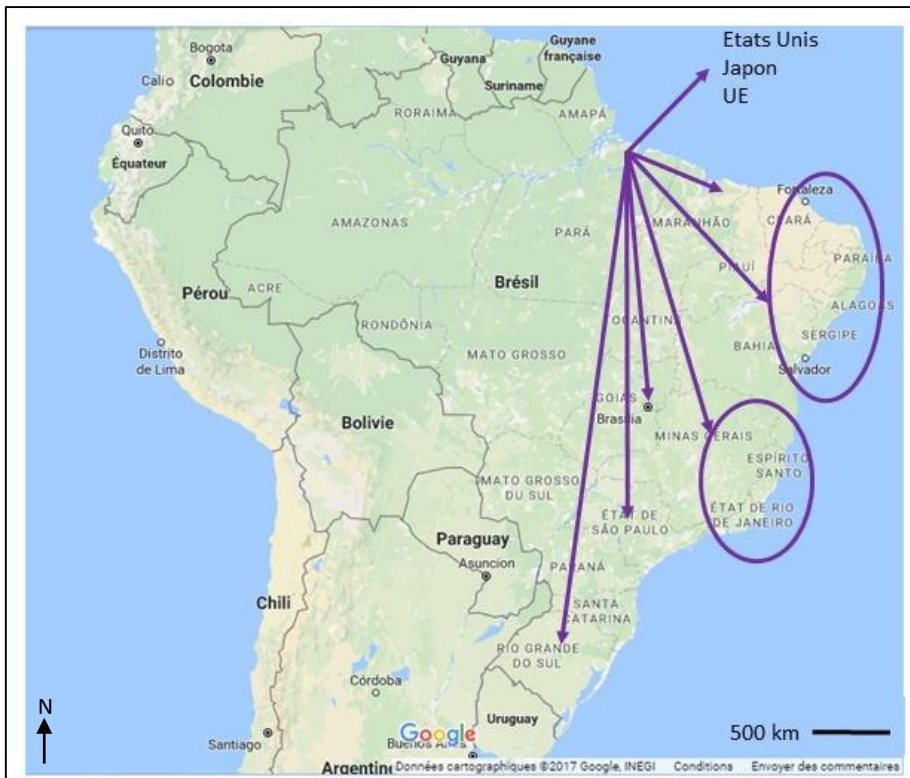 Etats Unis
Japon
UE
Bogota
Calio
Colombie
Guyana
Guyane
française
Suriname
RORAIMA
AMAPÁ
Quito
Équateur
Fortaleza
AMAZONAS
PARÁ
MARANHÃO
CEARÁ
PIAUÍ
PARAÍBA
Pérou
ACRE
Brésil
ALAGOAS
RONDÔNIA
TOCANTINS
SERGIPE
Distrito
de Lima
MATO GROSSO
BAHIA
Salvador
Bolivie
GOIÁS
Brasilia
MINAS GERAIS
ESPÍRITO
SANTO
MATO GROSSO
DU SUL
ÉTAT DE
SÃO PAULO
ÉTAT DE RIO
DE JANEIRO
Paraguay
Asuncion
PARANÁ
Chili
SANTA
CATARINA
RIO GRANDE
DO SUL
N
Córdoba
Uruguay
Santiago
Google
500 km
Buenos Aires
Argentine
Données cartographiques ©2017 Google, INEGI Conditions Envoyer des commentaires